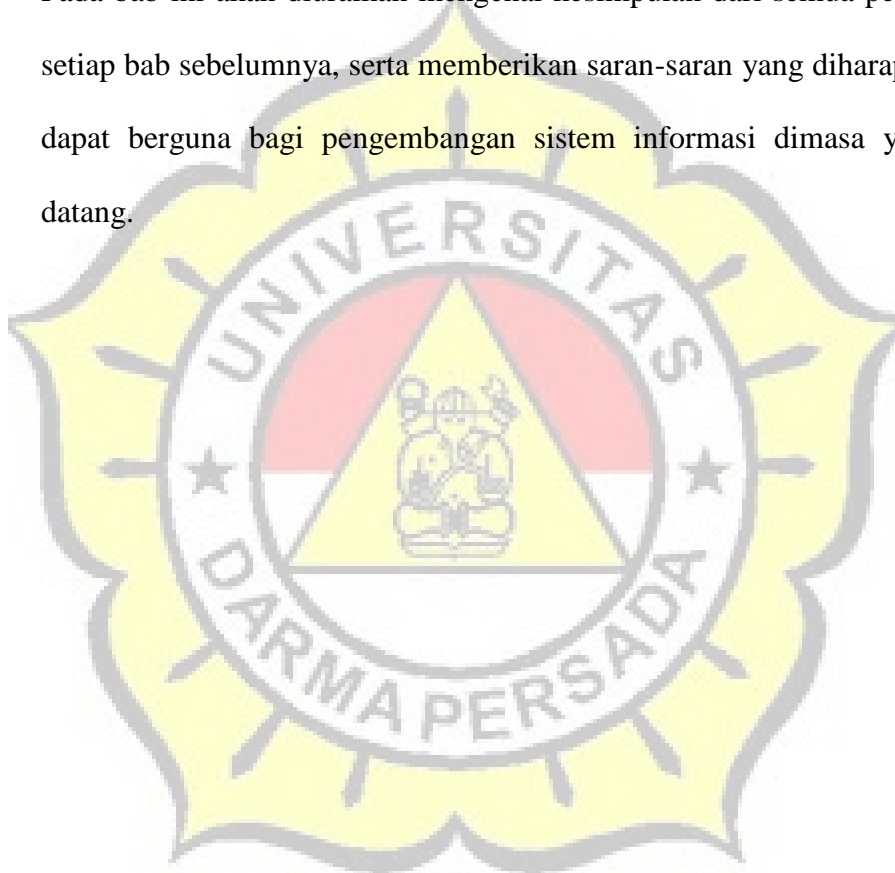 setiap bab sebelumnya, serta memberikan saran-saran yang
dapat berguna bagi pengembangan sistem informasi dimasa
datang.
UNIVERSITAS
DARMA PERSADA